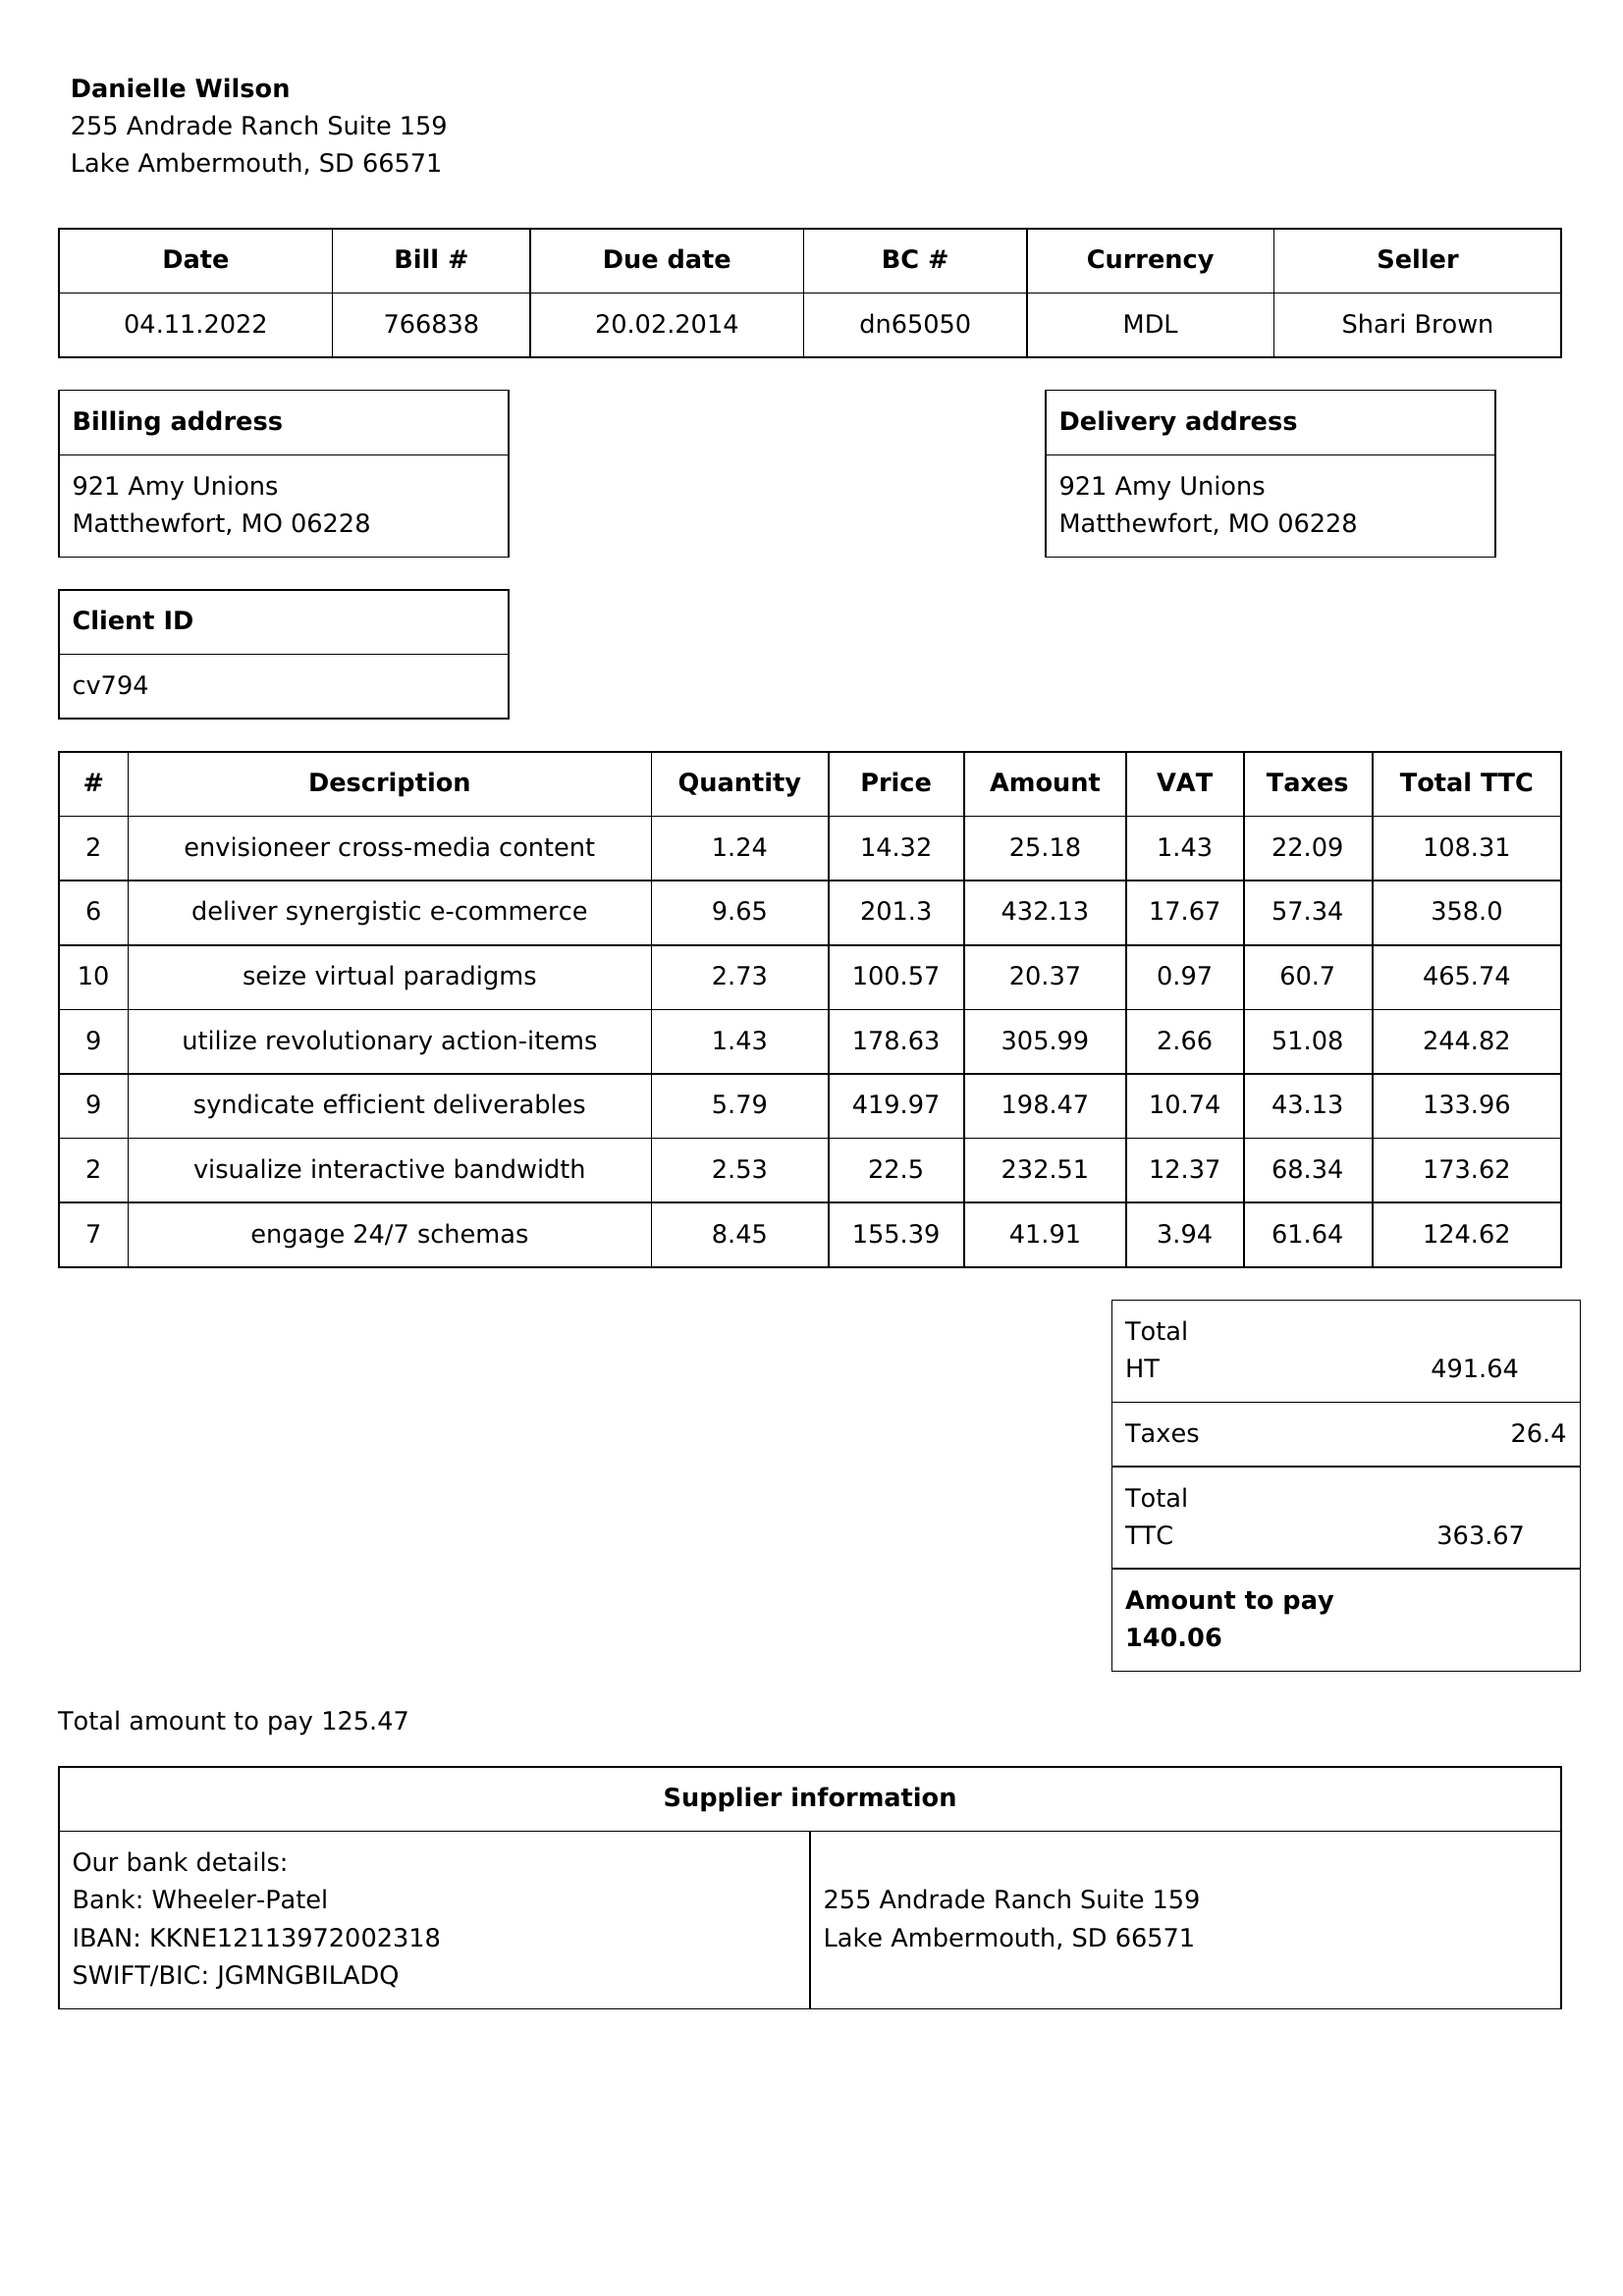 Danielle Wilson
255 Andrade Ranch Suite 159
Lake Ambermouth, SD 66571
Date Bill # Due date BC # Currency Seller
04.11.2022 766838 20.02.2014 dn65050 MDL Shari Brown
Billing address
921 Amy Unions
Matthewfort, MO 06228
Delivery address
921 Amy Unions
Matthewfort, MO 06228
Client ID
cv794
# Description Quantity Price Amount VAT Taxes Total TTC
2 envisioneer cross-media content 1.24 14.32 25.18 1.43 22.09 108.31
6 deliver synergistic e-commerce 9.65 201.3 432.13 17.67 57.34 358.0
10 seize virtual paradigms 2.73 100.57 20.37 0.97 60.7 465.74
9 utilize revolutionary action-items 1.43 178.63 305.99 2.66 51.08 244.82
9 syndicate efficient deliverables 5.79 419.97 198.47 10.74 43.13 133.96
2 visualize interactive bandwidth 2.53 22.5 232.51 12.37 68.34 173.62
7 engage 24/7 schemas 8.45 155.39 41.91 3.94 61.64 124.62
Total
HT 491.64
Taxes 26.4
Total
TTC 363.67
Amount to pay
140.06
Total amount to pay 125.47
Supplier information
Our bank details:
Bank: Wheeler-Patel
IBAN: KKNE12113972002318
SWIFT/BIC: JGMNGBILADQ
255 Andrade Ranch Suite 159
Lake Ambermouth, SD 66571